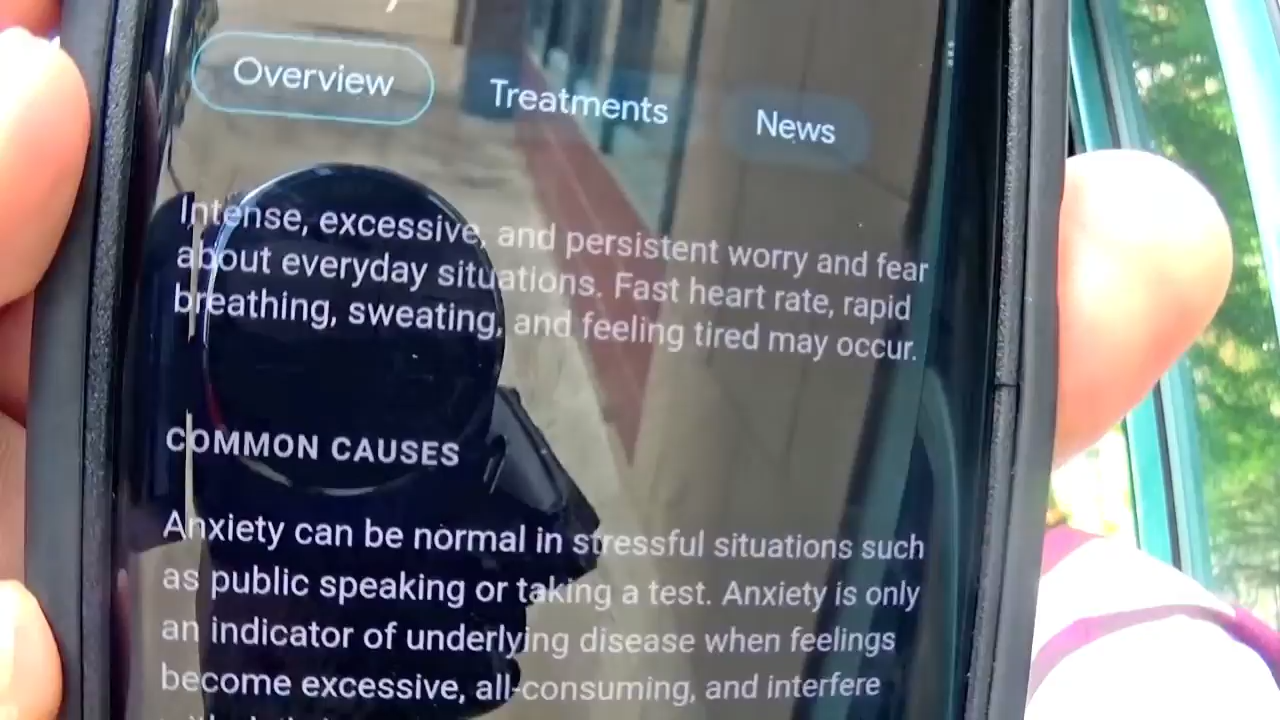 Overview
Treatments
News
Intense, excessive, and persistent worry and fear
about everyday situations. Fast heart rate, rapid
breathing, sweating, and feeling tired may occur.
COMMON CAUSES
Anxiety can be normal in stressful situations such
as public speaking or taking a test. Anxiety is only
an indicator of underlying disease when feelings
become excessive, all-consuming, and interfere